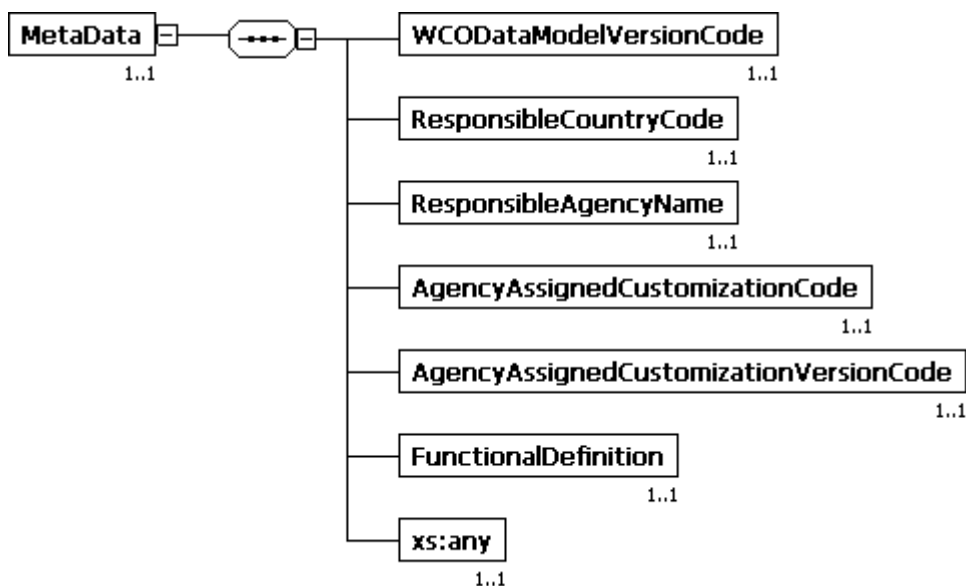 MetaData
1..1
WCODataModelVersionCode
1..1
ResponsibleCountryCode
1..1
ResponsibleAgencyName
1..1
AgencyAssignedCustomizationCode
1..1
AgencyAssignedCustomizationVersionCode
1..1
FunctionalDefinition
1..1
xs:any
1..1